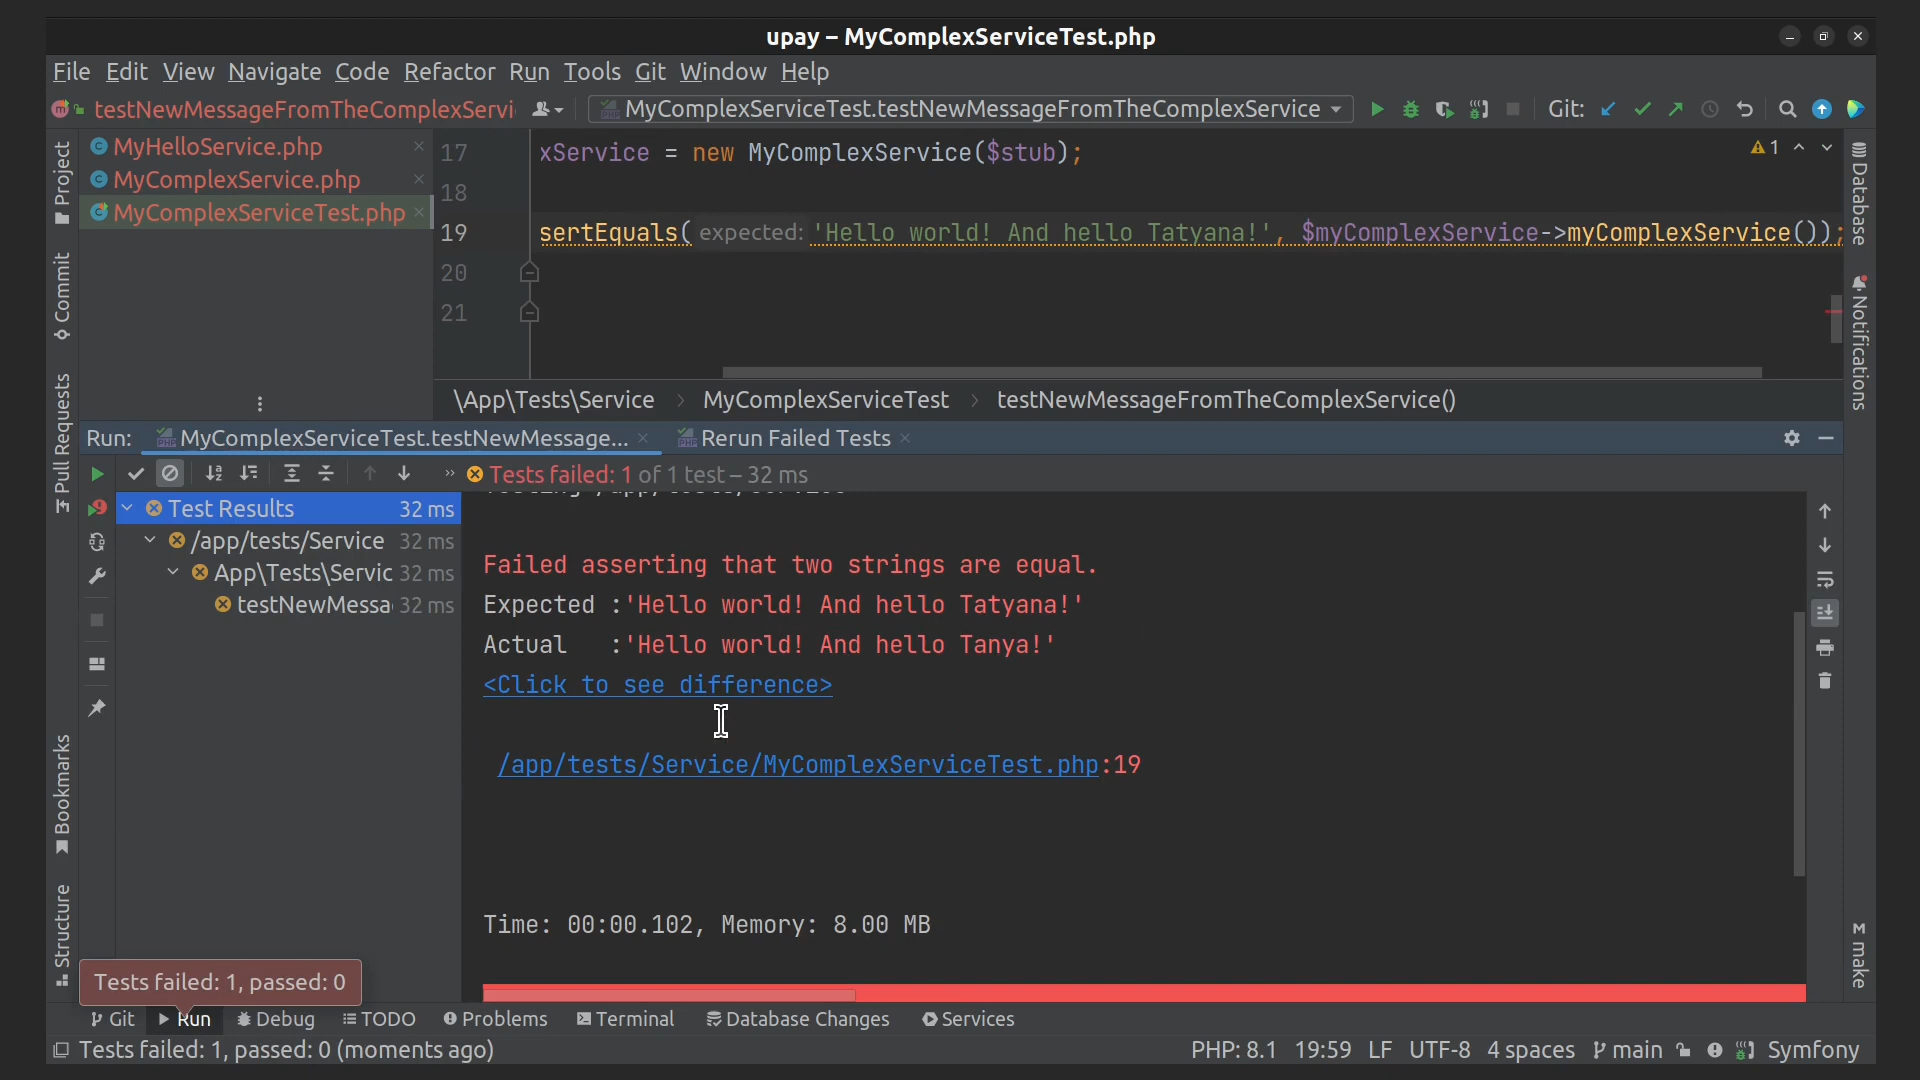 upay – MyComplexServiceTest.php
File Edit View Navigate Code Refactor Run Tools Git Window Help
testNewMessageFromTheComplexServi
MyComplexServiceTest.testNewMessageFromTheComplexService
Git:
Project
Commit
Pull Requests
Bookmarks
Structure
MyHelloService.php
MyComplexService.php
MyComplexServiceTest.php
17 xService = new MyComplexService($stub);
18
19 sertEquals( expected: 'Hello world! And hello Tatyana!', $myComplexService->myComplexService());
20
21
1
Database
Notifications
make
\App\Tests\Service > MyComplexServiceTest > testNewMessageFromTheComplexService()
Run: MyComplexServiceTest.testNewMessage... Rerun Failed Tests
Tests failed: 1 of 1 test – 32 ms
Test Results 32 ms
/app/tests/Service 32 ms
App\Tests\Servic 32 ms
testNewMessa 32 ms
Failed asserting that two strings are equal.
Expected :'Hello world! And hello Tatyana!'
Actual :'Hello world! And hello Tanya!'
<Click to see difference>
/app/tests/Service/MyComplexServiceTest.php:19
Time: 00:00.102, Memory: 8.00 MB
Tests failed: 1, passed: 0
Git Run Debug TODO Problems Terminal Database Changes Services
Tests failed: 1, passed: 0 (moments ago)
PHP: 8.1 19:59 LF UTF-8 4 spaces main Symfony